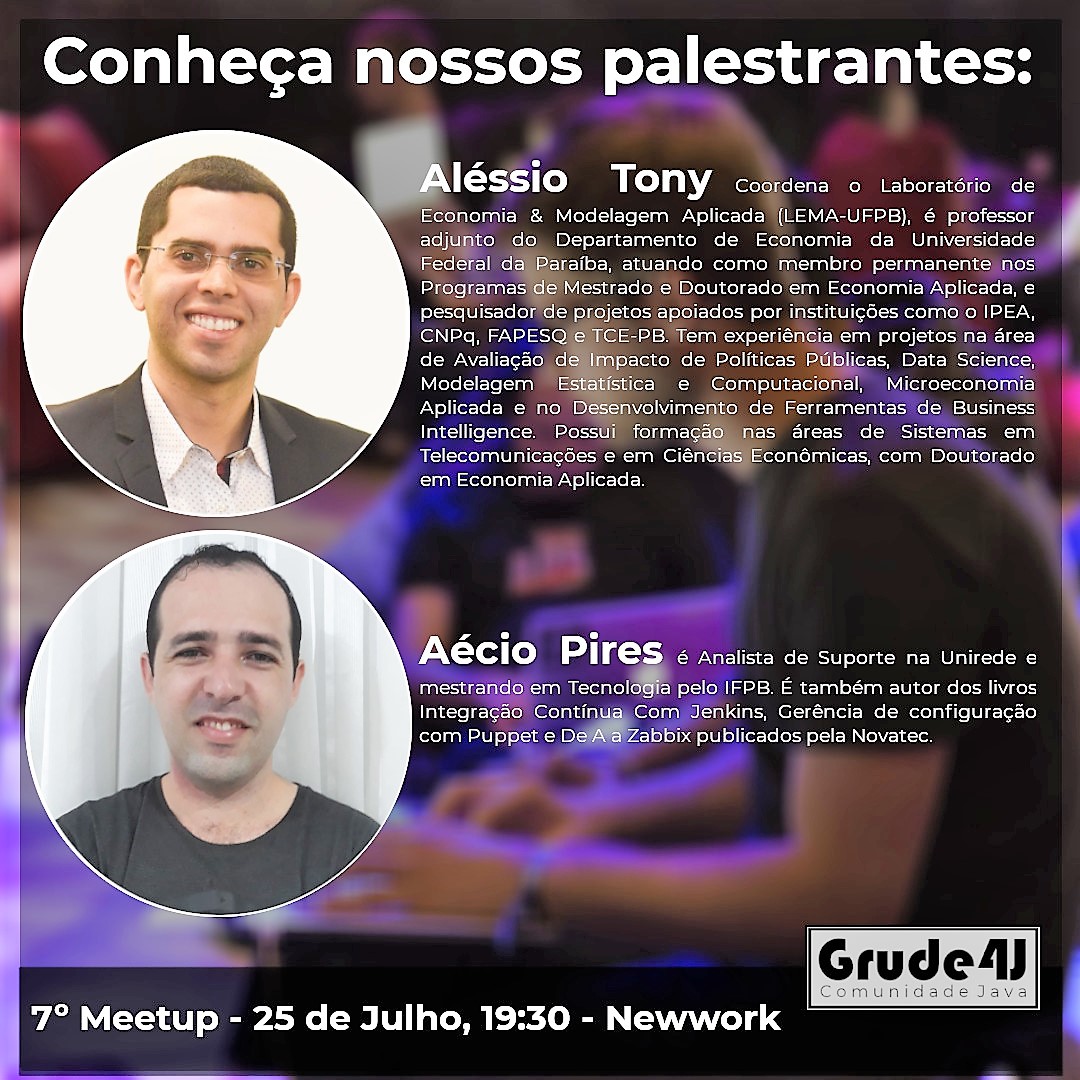 Conheça nossos palestrantes:
Aléssio Tony Coordena o Laboratório de
Economia & Modelagem Aplicada (LEMA-UFPB), é professor
adjunto do Departamento de Economia da Universidade
Federal da Paraíba, atuando como membro permanente nos
Programas de Mestrado e Doutorado em Economia Aplicada, e
pesquisador de projetos apoiados por instituições como o IPEA,
CNPq, FAPESQ e TCE-PB. Tem experiência em projetos na área
de Avaliação de Impacto de Políticas Públicas, Data Science,
Modelagem Estatística e Computacional, Microeconomia
Aplicada e no Desenvolvimento de Ferramentas de Business
Intelligence. Possui formação nas áreas de Sistemas em
Telecomunicações e em Ciências Econômicas, com Doutorado
em Economia Aplicada.
Aécio Pires é Analista de Suporte na Unirede e
mestrando em Tecnologia pelo IFPB. É também autor dos livros
Integração Contínua Com Jenkins, Gerência de configuração
com Puppet e De A a Zabbix publicados pela Novatec.
Grude4J
Comunidade Java
7º Meetup - 25 de Julho, 19:30 - Newwork